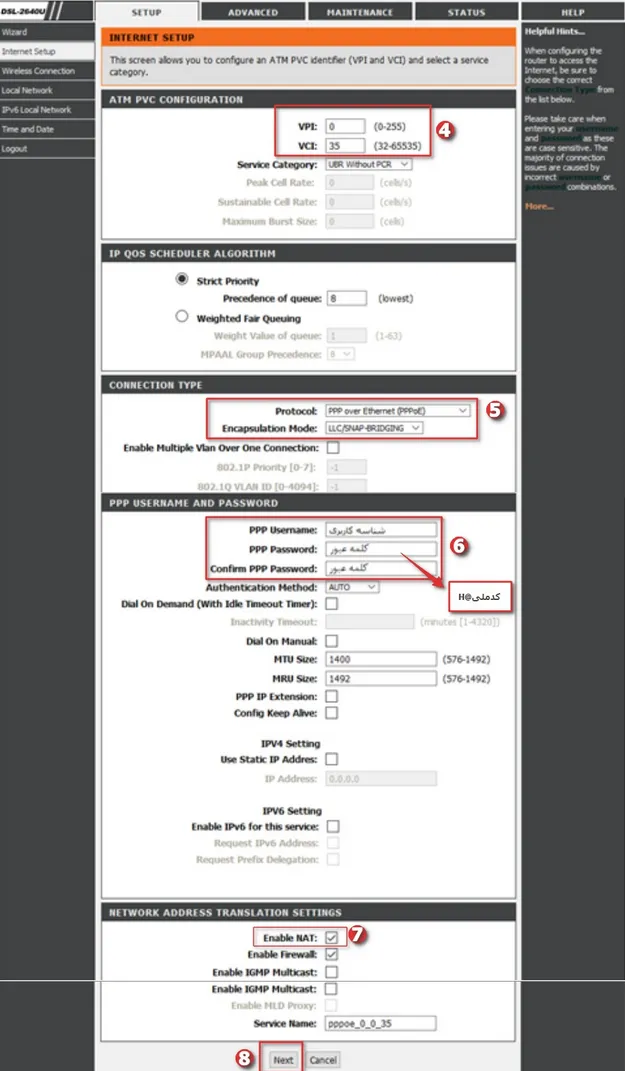 DSL-2640U
SETUP ADVANCED MAINTENANCE STATUS HELP
Wizard
Internet Setup
Wireless Connection
Local Network
IPv6 Local Network
Time and Date
Logout
INTERNET SETUP
This screen allows you to configure an ATM PVC identifier (VPI and VCI) and select a service
category.
ATM PVC CONFIGURATION
VPI: 0 (0-255)
4
VCI: 35 (32-65535)
Service Category: UBR Without PCR
Peak Cell Rate: 0 (cells/s)
Sustainable Cell Rate: 0 (cells/s)
Maximum Burst Size: 0 (cells)
IP QOS SCHEDULER ALGORITHM
Strict Priority
Precedence of queue: 8 (lowest)
Weighted Fair Queuing
Weight Value of queue: 1 (1-63)
MPAAL Group Precedence: 8
CONNECTION TYPE
Protocol: PPP over Ethernet (PPPoE)
5
Encapsulation Mode: LLC/SNAP-BRIDGING
Enable Multiple Vlan Over One Connection:
802.1P Priority [0-7]: -1
802.1Q VLAN ID [0-4094]: -1
PPP USERNAME AND PASSWORD
PPP Username: شناسه کاربری
PPP Password: کلمه عبور
6
Confirm PPP Password: کلمه عبور
کدملی@H
Authentication Method: AUTO
Dial On Demand (With Idle Timeout Timer):
Inactivity Timeout: (minutes [1-4320])
Dial On Manual:
MTU Size: 1400 (576-1492)
MRU Size: 1492 (576-1492)
PPP IP Extension:
Config Keep Alive:
IPV4 Setting
Use Static IP Addres:
IP Address: 0.0.0.0
IPV6 Setting
Enable IPv6 for this service:
Request IPv6 Address:
Request Prefix Delegation:
NETWORK ADDRESS TRANSLATION SETTINGS
Enable NAT:
7
Enable Firewall:
Enable IGMP Multicast:
Enable IGMP Multicast:
Enable MLD Proxy:
Service Name: pppoe_0_0_35
8
Next Cancel
Helpful Hints...
When configuring the
router to access the
Internet, be sure to
choose the correct
Connection Type from
the list below.
Please take care when
entering your username
and password as these
are case sensitive. The
majority of connection
issues are caused by
incorrect username or
password combinations.
More...